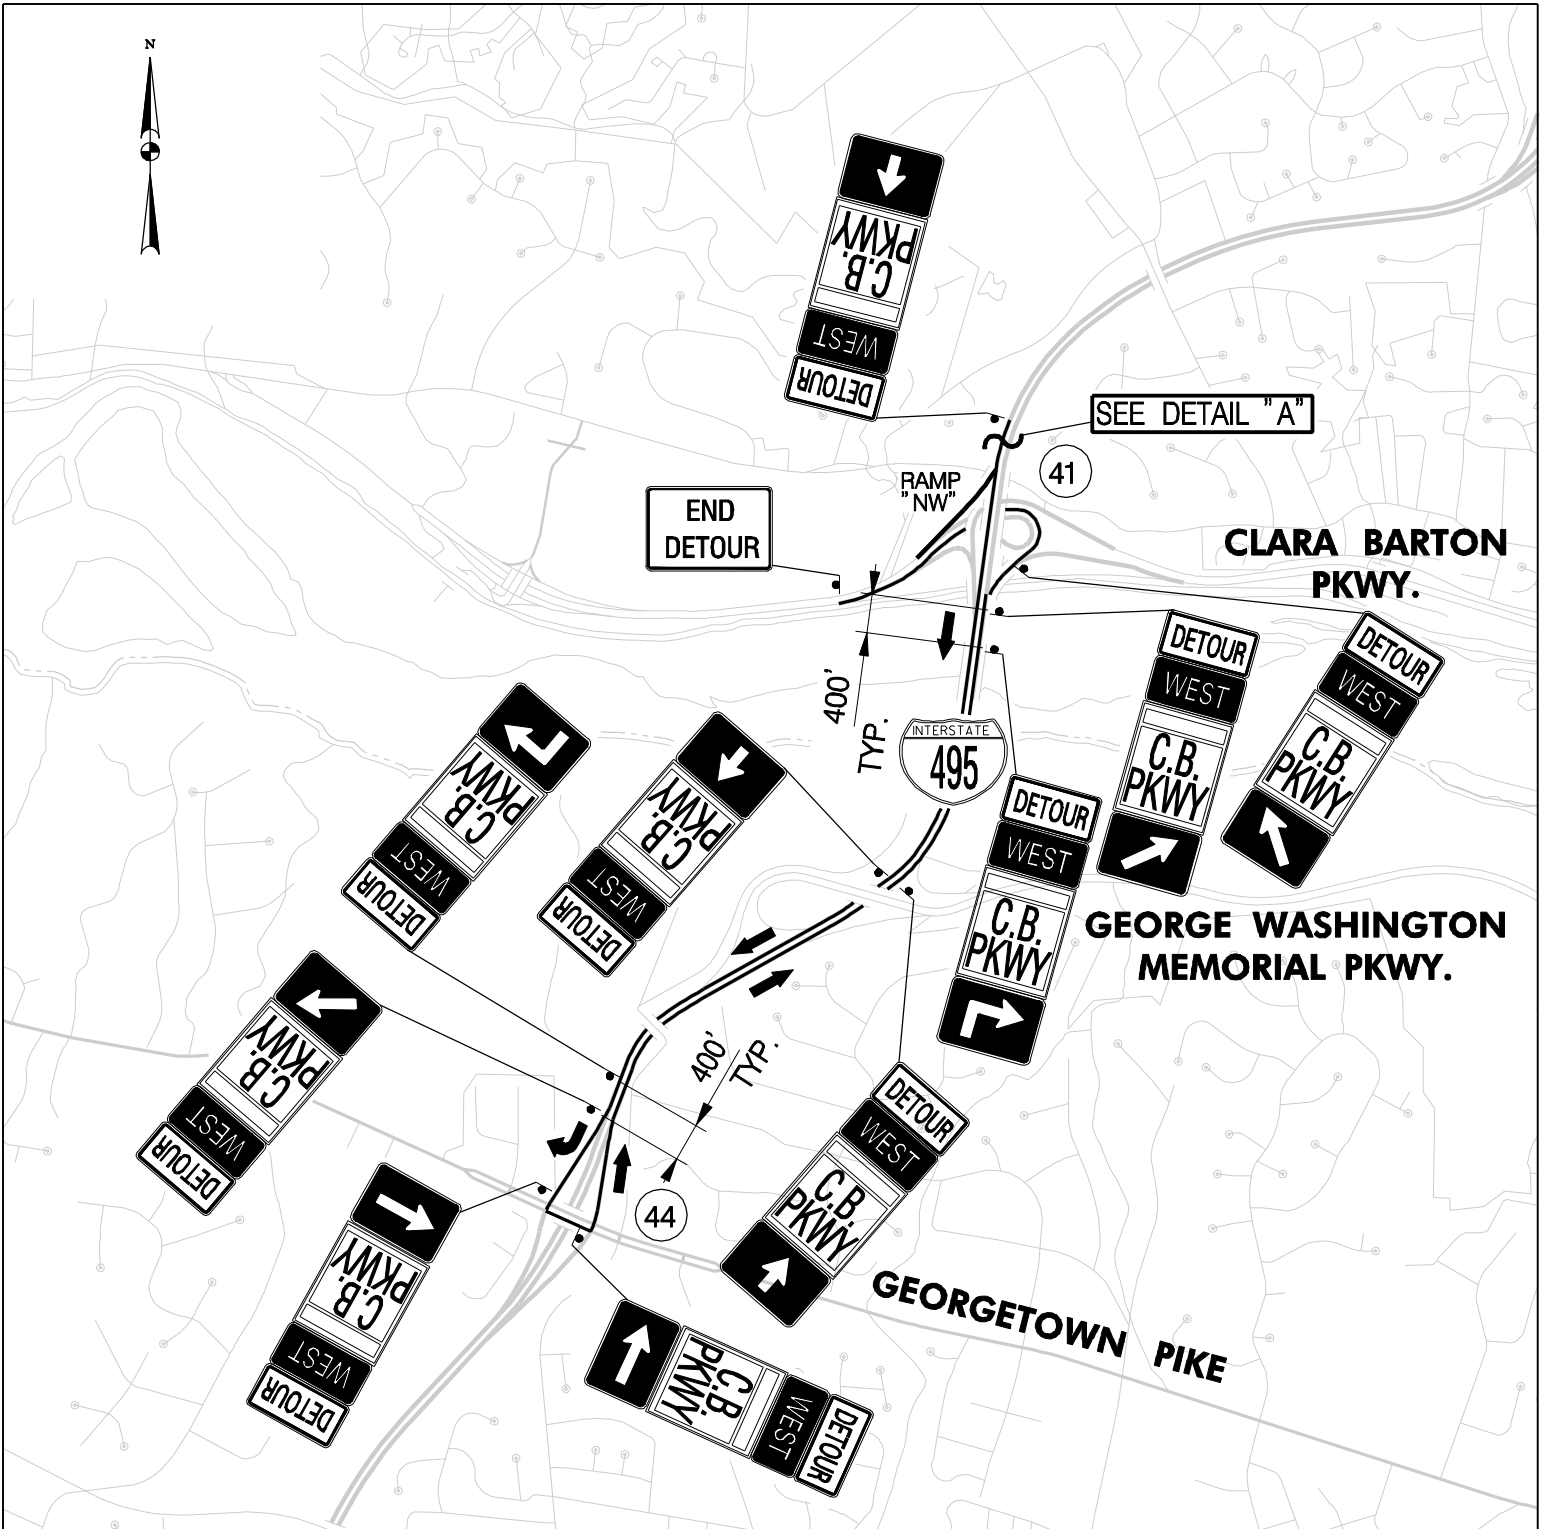 N
PKWY
C.B.
WEST
DETOUR
SEE DETAIL "A"
41
RAMP
"NW"
END
DETOUR
CLARA BARTON
PKWY.
400'
TYP.
INTERSTATE
495
DETOUR
WEST
C.B.
PKWY
DETOUR
WEST
C.B.
PKWY
PKWY
C.B.
WEST
DETOUR
PKWY
C.B.
WEST
DETOUR
DETOUR
WEST
C.B.
PKWY
GEORGE WASHINGTON
MEMORIAL PKWY.
PKWY
C.B.
WEST
DETOUR
400'
TYP.
44
DETOUR
WEST
C.B.
PKWY
PKWY
C.B.
WEST
DETOUR
GEORGETOWN PIKE
DETOUR
WEST
C.B.
PKWY